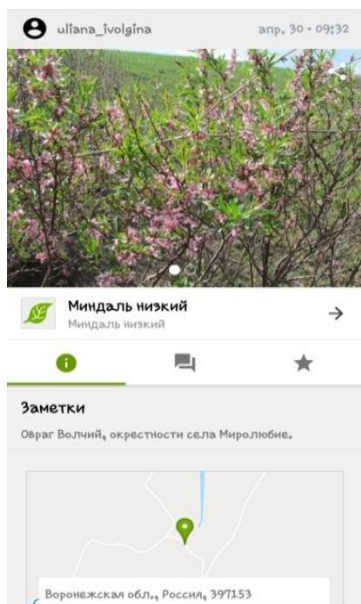 uliana_ivolgina апр. 30 • 09:32
Миндаль низкий
Миндаль низкий
Заметки
Овраг Волчий, окрестности села Миролюбие.
Воронежская обл., Россия, 397153